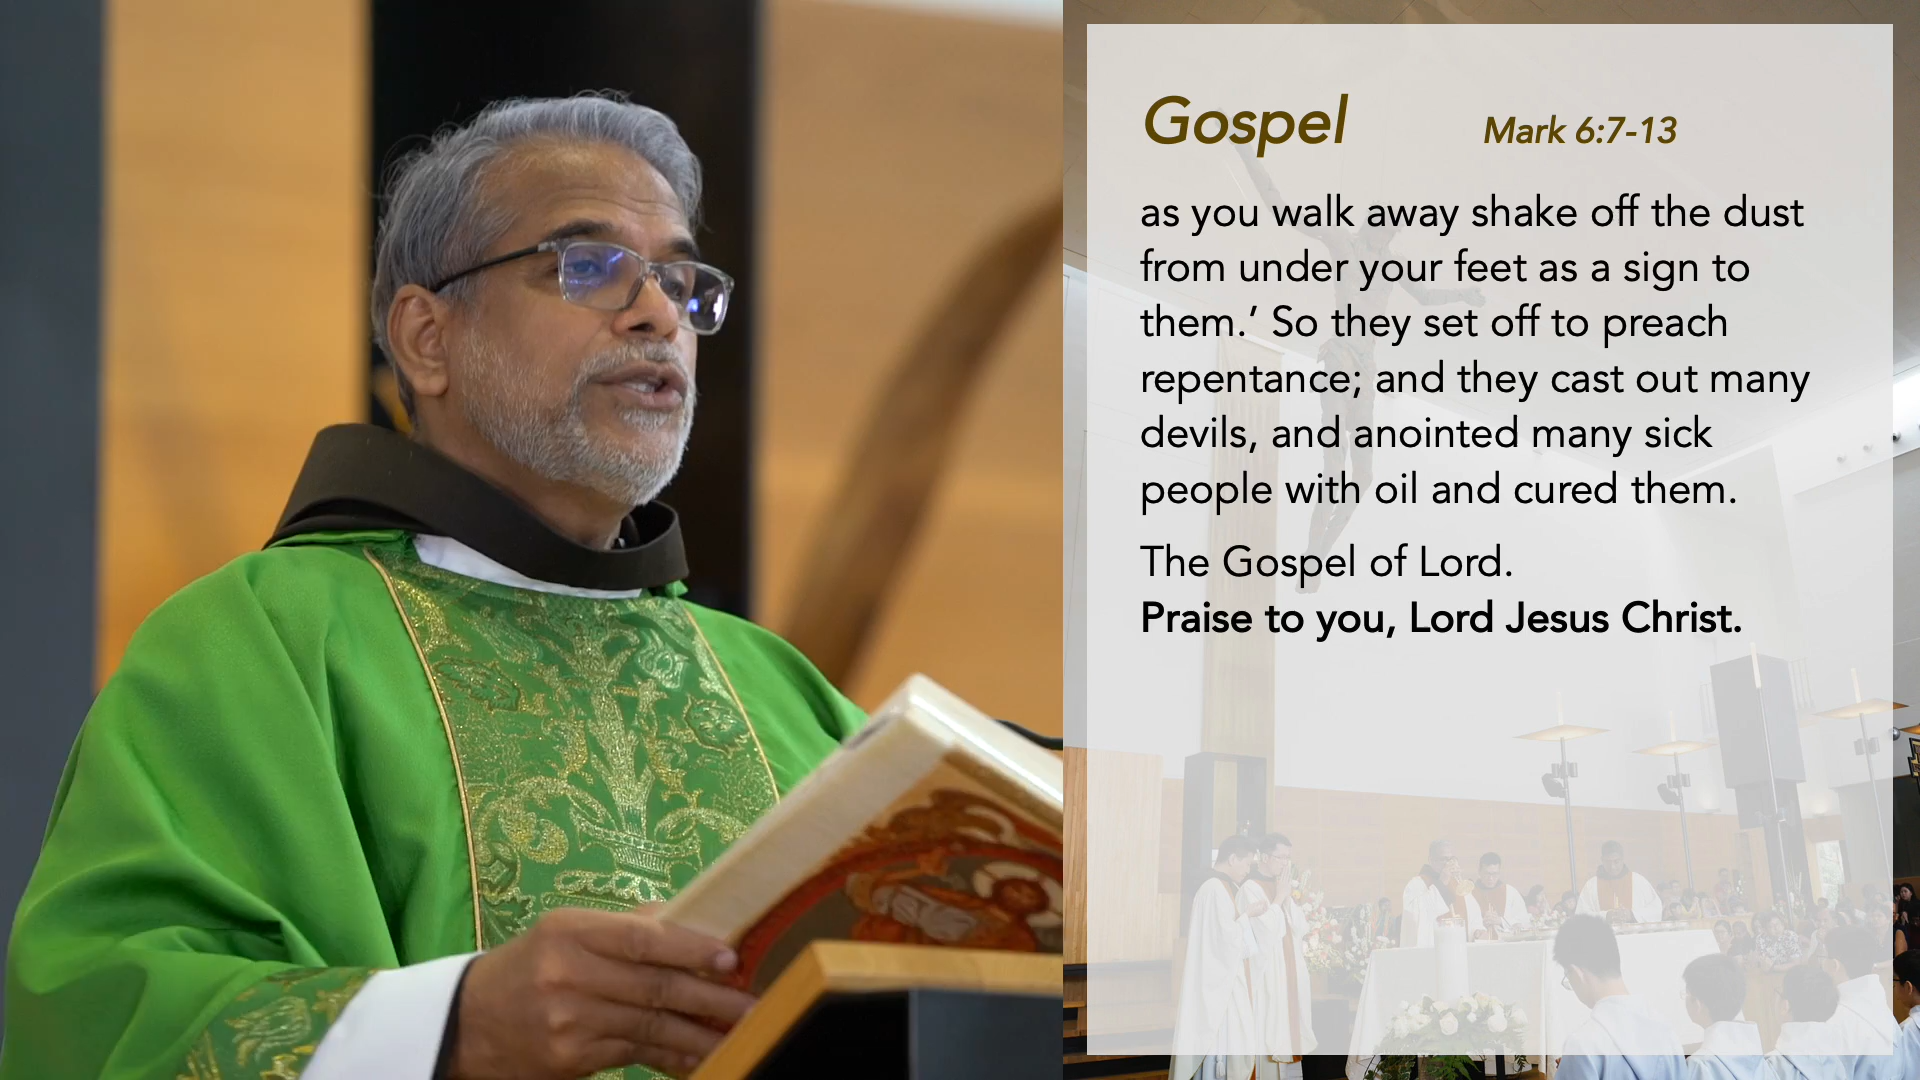 Gospel Mark 6:7-13
as you walk away shake off the dust
from under your feet as a sign to
them.’ So they set off to preach
repentance; and they cast out many
devils, and anointed many sick
people with oil and cured them.
The Gospel of Lord.
Praise to you, Lord Jesus Christ.